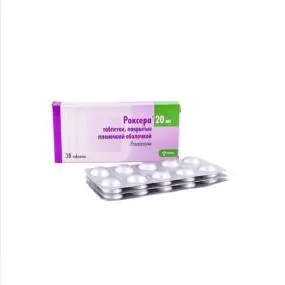 Роксера® 20 мг
таблетки, покрытые
пленочной оболочкой
Розувастатин
30 таблеток
KRKA